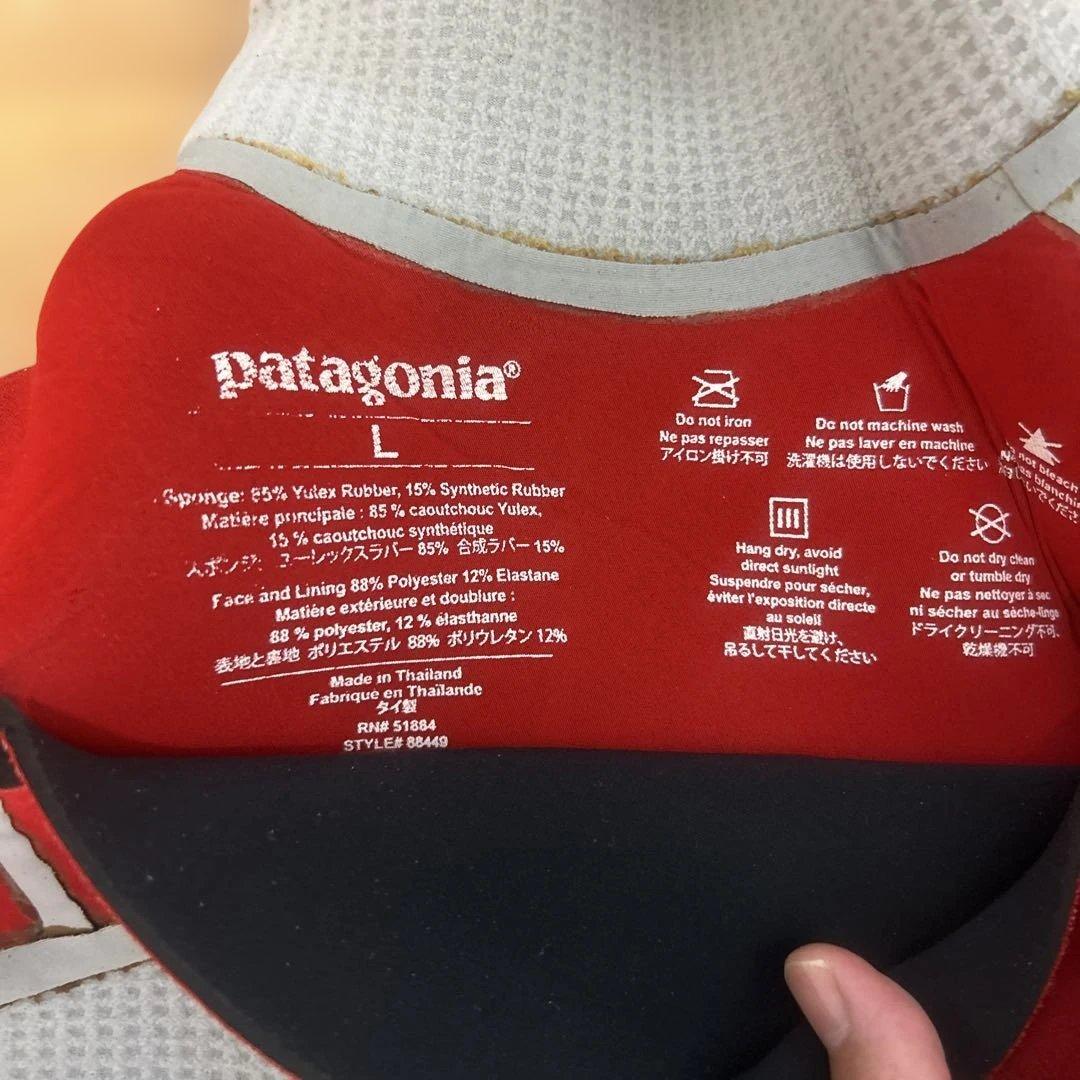 patagonia®
L
Sponge: 85% Yulex Rubber, 15% Synthetic Rubber
Matière principale : 85 % caoutchouc Yulex,
15 % caoutchouc synthétique
スポンジ: ユーレックスラバー 85% 合成ラバー 15%
Face and Lining 88% Polyester 12% Elastane
Matière extérieure et doublure :
88 % polyester, 12 % élasthanne
表地と裏地 ポリエステル 88% ポリウレタン 12%
Made in Thailand
Fabriqué en Thaïlande
タイ製
RN# 51884
STYLE# 88449
Do not iron
Ne pas repasser
アイロン掛け不可
Do not machine wash
Ne pas laver en machine
洗濯機は使用しないでください
not bleach
pas blanchir
Hang dry, avoid
direct sunlight
Suspendre pour sécher,
éviter l'exposition directe
au soleil
直射日光を避け、
吊るして干してください
Do not dry clean
or tumble dry
Ne pas nettoyer à sec
ni sécher au sèche-linge
ドライクリーニング不可、
乾燥機不可